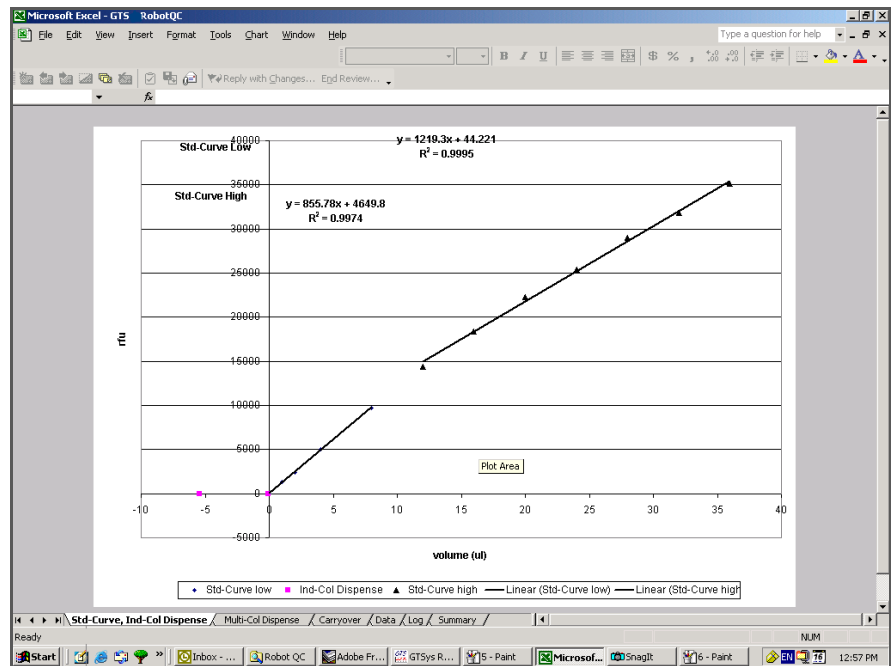 Microsoft Excel - GTS RobotQC
File Edit View Insert Format Tools Chart Window Help
Type a question for help
B I U $ % ,
Reply with Changes... End Review...
fx
Std-Curve Low
y = 1219.3x + 44.221
R² = 0.9995
Std-Curve High
y = 855.78x + 4649.8
R² = 0.9974
40000
35000
30000
25000
20000
15000
10000
5000
0
-5000
rfu
Plot Area
-10 -5 0 5 10 15 20 25 30 35 40
volume (ul)
Std-Curve low Ind-Col Dispense Std-Curve high Linear (Std-Curve low) Linear (Std-Curve high
Std-Curve, Ind-Col Dispense / Multi-Col Dispense / Carryover / Data / Log / Summary /
Ready NUM
Start » Inbox - ... Robot QC Adobe Fr... GTSys R... 5 - Paint Microsof... SnagIt 6 - Paint EN 16 12:57 PM